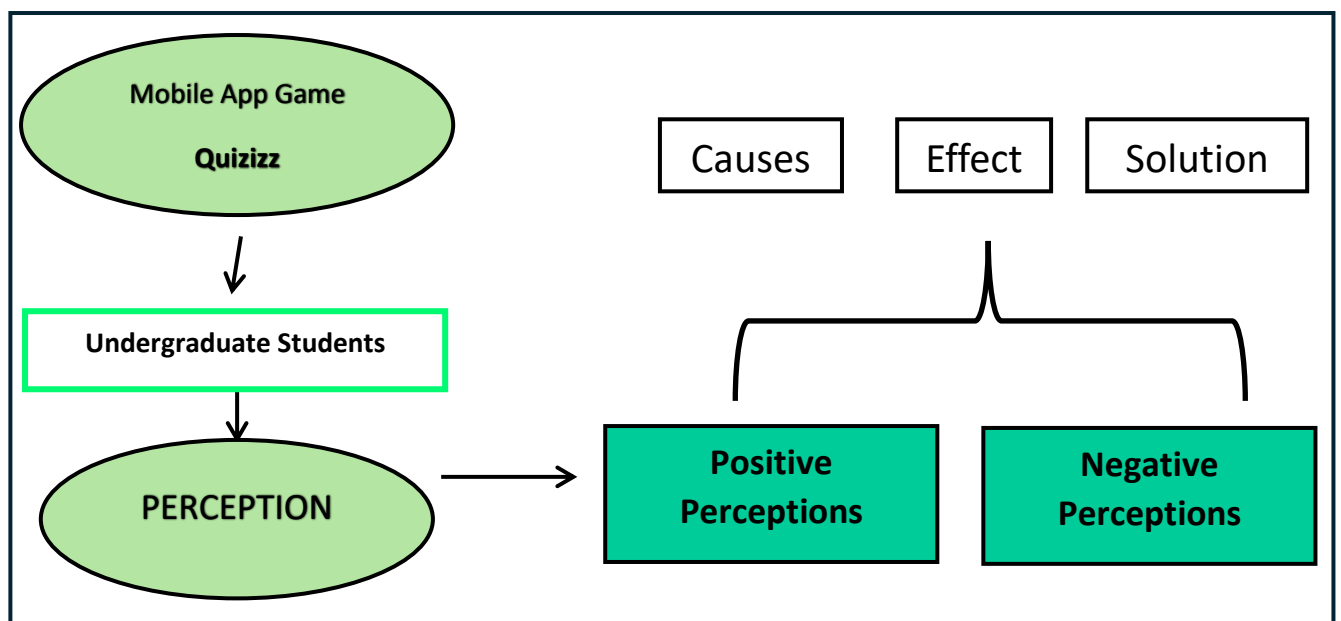 Mobile App Game
Quizizz
Causes
Effect
Solution
Undergraduate Students
PERCEPTION
Positive
Perceptions
Negative
Perceptions